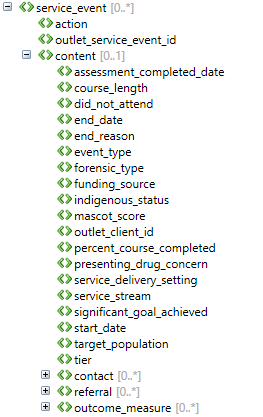 service_event [0..*]
action
outlet_service_event_id
content [0..1]
assessment_completed_date
course_length
did_not_attend
end_date
end_reason
event_type
forensic_type
funding_source
indigenous_status
mascot_score
outlet_client_id
percent_course_completed
presenting_drug_concern
service_delivery_setting
service_stream
significant_goal_achieved
start_date
target_population
tier
contact [0..*]
referral [0..*]
outcome_measure [0..*]